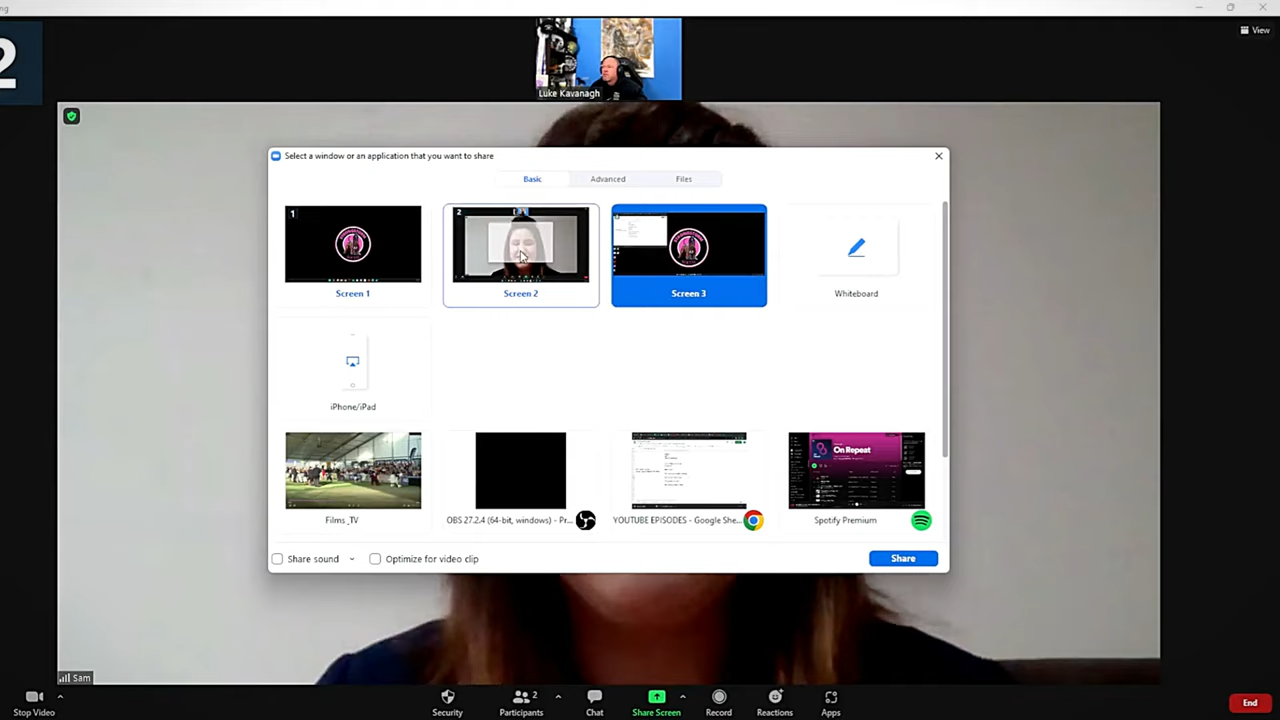 ng
2
View
Luke Kavanagh
Select a window or an application that you want to share
Basic
Advanced
Files
1
Screen 1
2
Screen 2
Screen 3
Whiteboard
iPhone/iPad
On Repeat
Films _TV
OBS 27.2.4 (64-bit, windows) - Pr...
YOUTUBE EPISODES - Google She...
Spotify Premium
Share sound
Optimize for video clip
Share
Sam
Stop Video
Security
Participants
2
Chat
Share Screen
Record
Reactions
Apps
End